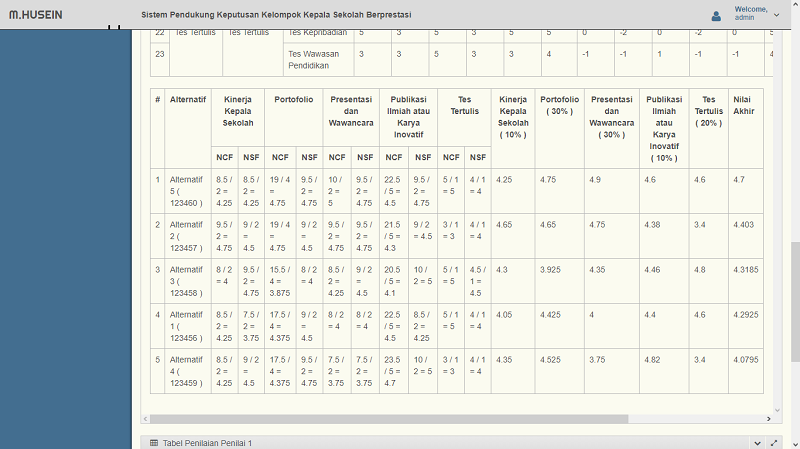 M.HUSEIN
Sistem Pendukung Keputusan Kelompok Kepala Sekolah Berprestasi
Welcome,
admin
22 Tes Tertulis Tes Tertulis Tes Kepribadian 5 3 5 3 5 5 0 -2 0 -2 0 5
23 Tes Wawasan 3 3 5 3 3 4 -1 -1 1 -1 -1 4
Pendidikan
# Alternatif Kinerja Portofolio Presentasi Publikasi Tes Kinerja Portofolio Presentasi Publikasi Tes Nilai
Kepala dan Ilmiah atau Tertulis Kepala ( 30% ) dan Ilmiah Tertulis Akhir
Sekolah Wawancara Karya Sekolah Wawancara atau ( 20% )
Inovatif ( 10% ) ( 30% ) Karya
Inovatif
( 10% )
NCF NSF NCF NSF NCF NSF NCF NSF NCF NSF
1 Alternatif 8.5 / 8.5 / 19 / 4 9.5 / 10 / 9.5 / 22.5 9.5 / 5 / 1 4 / 1 4.25 4.75 4.9 4.6 4.6 4.7
5 ( 2 = 2 = = 2 = 2 = 2 = / 5 = 2 = = 5 = 4
123460 ) 4.25 4.25 4.75 4.75 5 4.75 4.5 4.75
2 Alternatif 9.5 / 9 / 2 19 / 4 9 / 2 9.5 / 9.5 / 21.5 9 / 2 3 / 1 4 / 1 4.65 4.65 4.75 4.38 3.4 4.403
2 ( 2 = = = = 2 = 2 = / 5 = = 4.5 = 3 = 4
123457 ) 4.75 4.5 4.75 4.5 4.75 4.75 4.3
3 Alternatif 8 / 2 9.5 / 15.5 / 8 / 2 8.5 / 9 / 2 20.5 10 / 5 / 1 4.5 / 4.3 3.925 4.35 4.46 4.8 4.3185
3 ( = 4 2 = 4 = = 4 2 = = / 5 = 2 = 5 = 5 1 =
123458 ) 4.75 3.875 4.25 4.5 4.1 4.5
4 Alternatif 8.5 / 7.5 / 17.5 / 9 / 2 8 / 2 8 / 2 22.5 8.5 / 5 / 1 4 / 1 4.05 4.425 4 4.4 4.6 4.2925
1 ( 2 = 2 = 4 = = = 4 = 4 / 5 = 2 = = 5 = 4
123456 ) 4.25 3.75 4.375 4.5 4.5 4.25
5 Alternatif 8.5 / 9 / 2 17.5 / 9.5 / 7.5 / 7.5 / 23.5 10 / 3 / 1 4 / 1 4.35 4.525 3.75 4.82 3.4 4.0795
4 ( 2 = = 4 = 2 = 2 = 2 = / 5 = 2 = 5 = 3 = 4
123459 ) 4.25 4.5 4.375 4.75 3.75 3.75 4.7
Tabel Penilaian Penilai 1